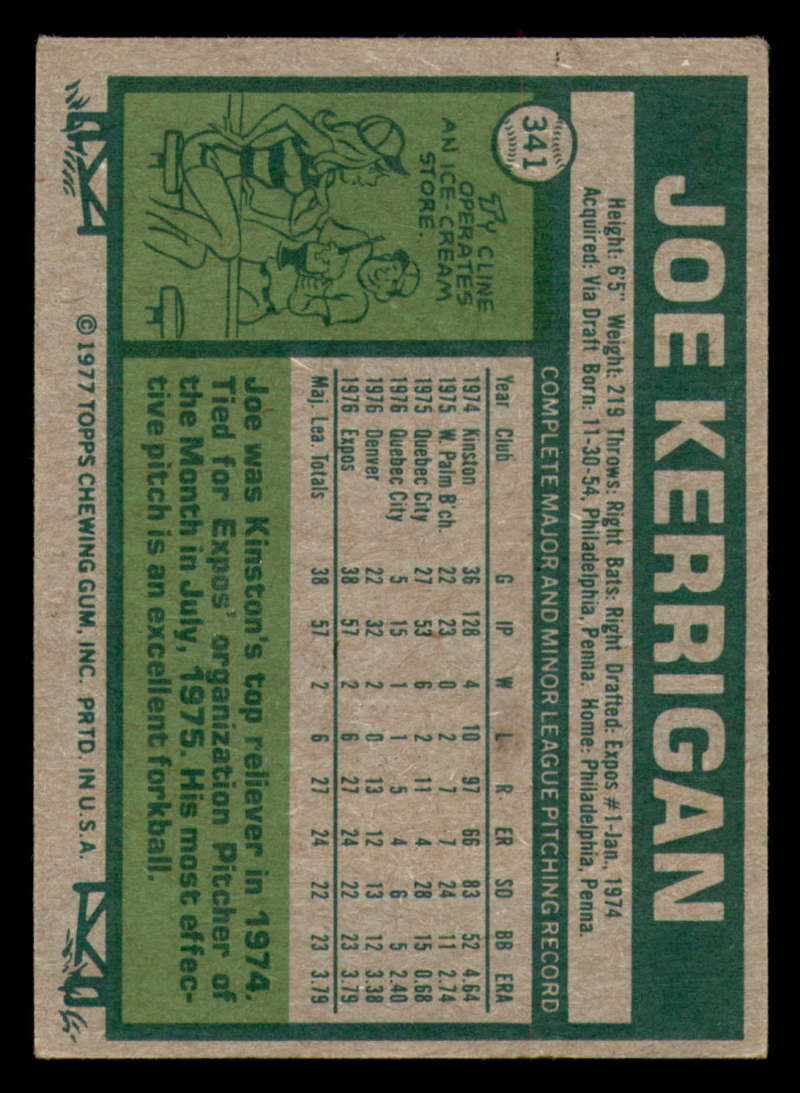 JOE KERRIGAN
341
Height: 6'5" Weight: 219 Throws: Right Bats: Right Drafted: Expos #1-Jan., 1974
Acquired: Via Draft Born: 11-30-54, Philadelphia, Penna. Home: Philadelphia, Penna.
COMPLETE MAJOR AND MINOR LEAGUE PITCHING RECORD
Year Club G IP W L R ER SO BB ERA
1974 Kinston 36 128 4 10 97 66 83 52 4.64
1975 W. Palm B'ch. 22 23 0 2 7 7 24 11 2.74
1975 Quebec City 27 53 6 2 11 4 28 15 0.68
1976 Quebec City 5 15 1 1 5 4 6 5 2.40
1976 Denver 22 32 2 0 13 12 13 12 3.38
1976 Expos 38 57 2 6 27 24 22 23 3.79
Maj. Lea. Totals 38 57 2 6 27 24 22 23 3.79
TY CLINE
OPERATES
AN ICE-CREAM
STORE.
Joe was Kinston's top reliever in 1974.
Tied for Expos' organization Pitcher of
the Month in July, 1975. His most effec-
tive pitch is an excellent forkball.
© 1977 TOPPS CHEWING GUM, INC. PRTD. IN U.S.A.